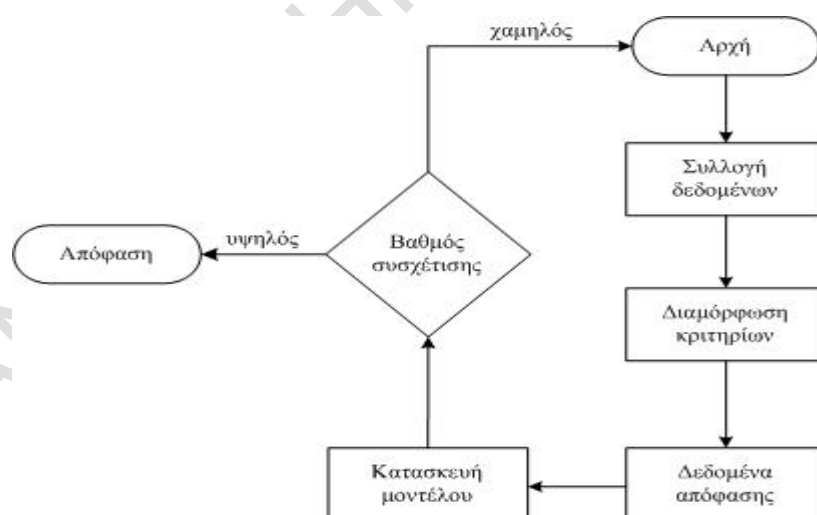 χαμηλός
Αρχή
Συλλογή
δεδομένων
Διαμόρφωση
κριτηρίων
Δεδομένα
απόφασης
Κατασκευή
μοντέλου
Βαθμός
συσχέτισης
υψηλός
Απόφαση